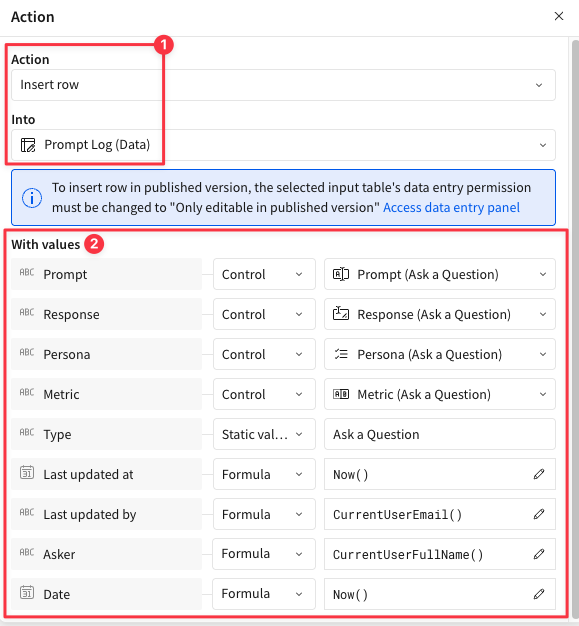 Action
1
Action
Insert row
Into
Prompt Log (Data)
To insert row in published version, the selected input table's data entry permission
must be changed to "Only editable in published version" Access data entry panel
With values 2
ABC Prompt Control Prompt (Ask a Question)
ABC Response Control Response (Ask a Question)
ABC Persona Control Persona (Ask a Question)
ABC Metric Control Metric (Ask a Question)
ABC Type Static val... Ask a Question
31 Last updated at Formula Now()
ABC Last updated by Formula CurrentUserEmail()
ABC Asker Formula CurrentUserFullName()
31 Date Formula Now()